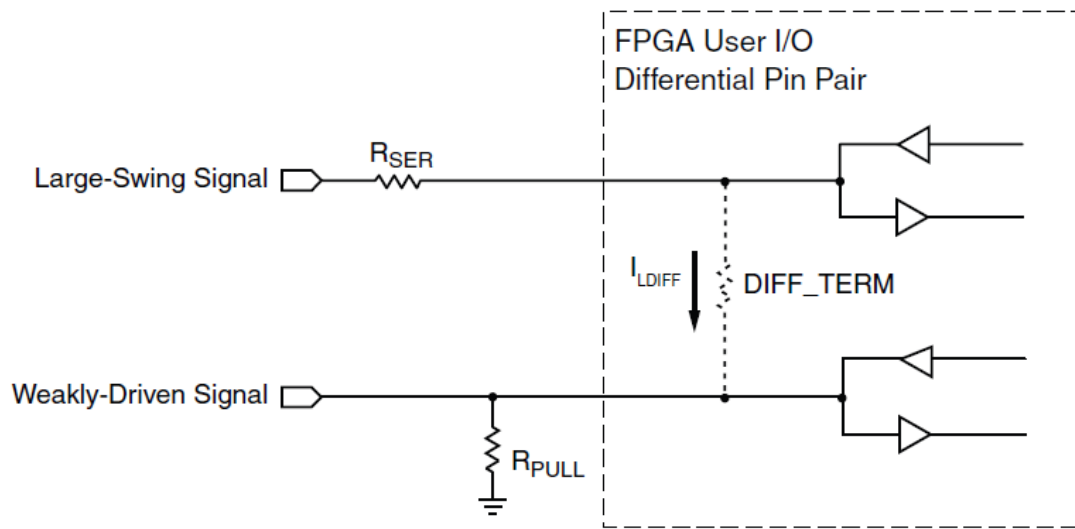 FPGA User I/O
Differential Pin Pair
Large-Swing Signal
RSER
ILDIFF
DIFF_TERM
Weakly-Driven Signal
RPULL